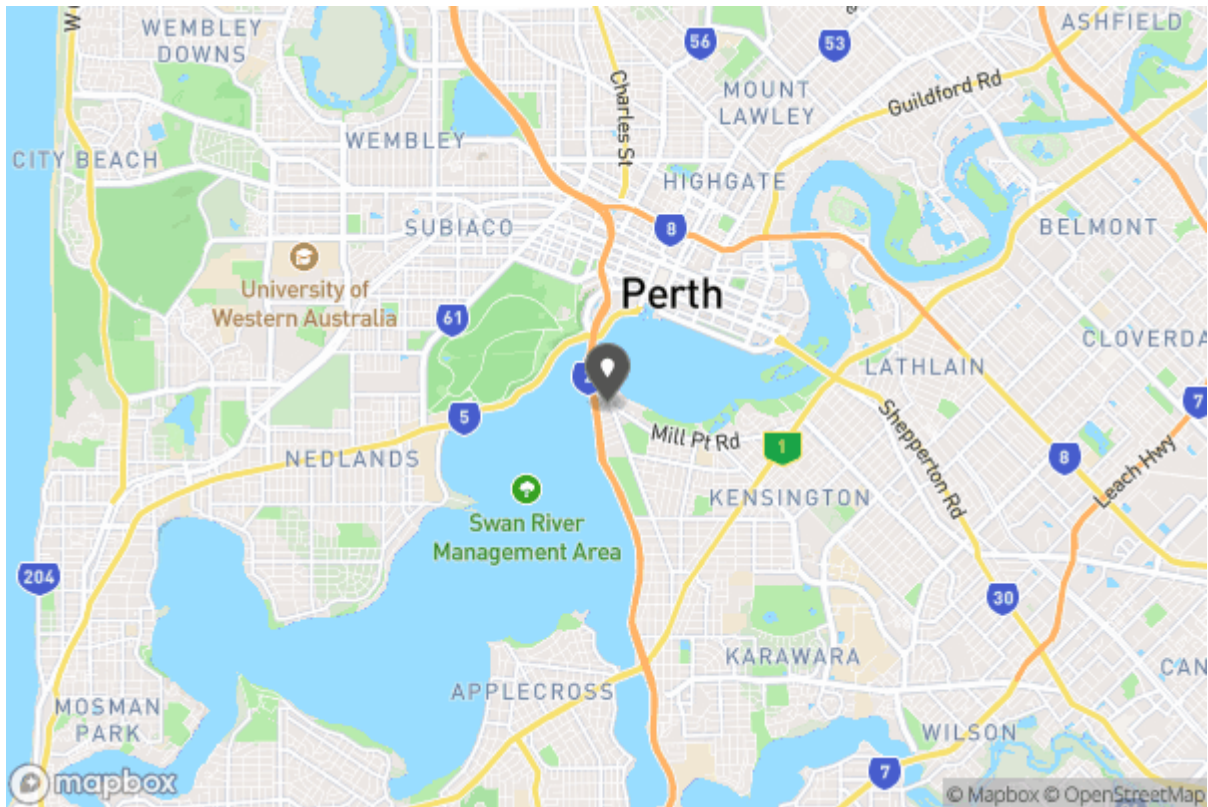 WEMBLEY
DOWNS
56
53
ASHFIELD
MOUNT
LAWLEY
Guildford Rd
Charles St
WEMBLEY
CITY BEACH
HIGHGATE
SUBIACO
8
BELMONT
University of
Western Australia
Perth
61
CLOVERDA
LATHLAIN
5
Mill Pt Rd
1
Shepperton Rd
7
NEDLANDS
8
Leach Hwy
KENSINGTON
Swan River
Management Area
204
30
KARAWARA
CAN
APPLECROSS
MOSMAN
PARK
WILSON
7
mapbox
© Mapbox © OpenStreetMap